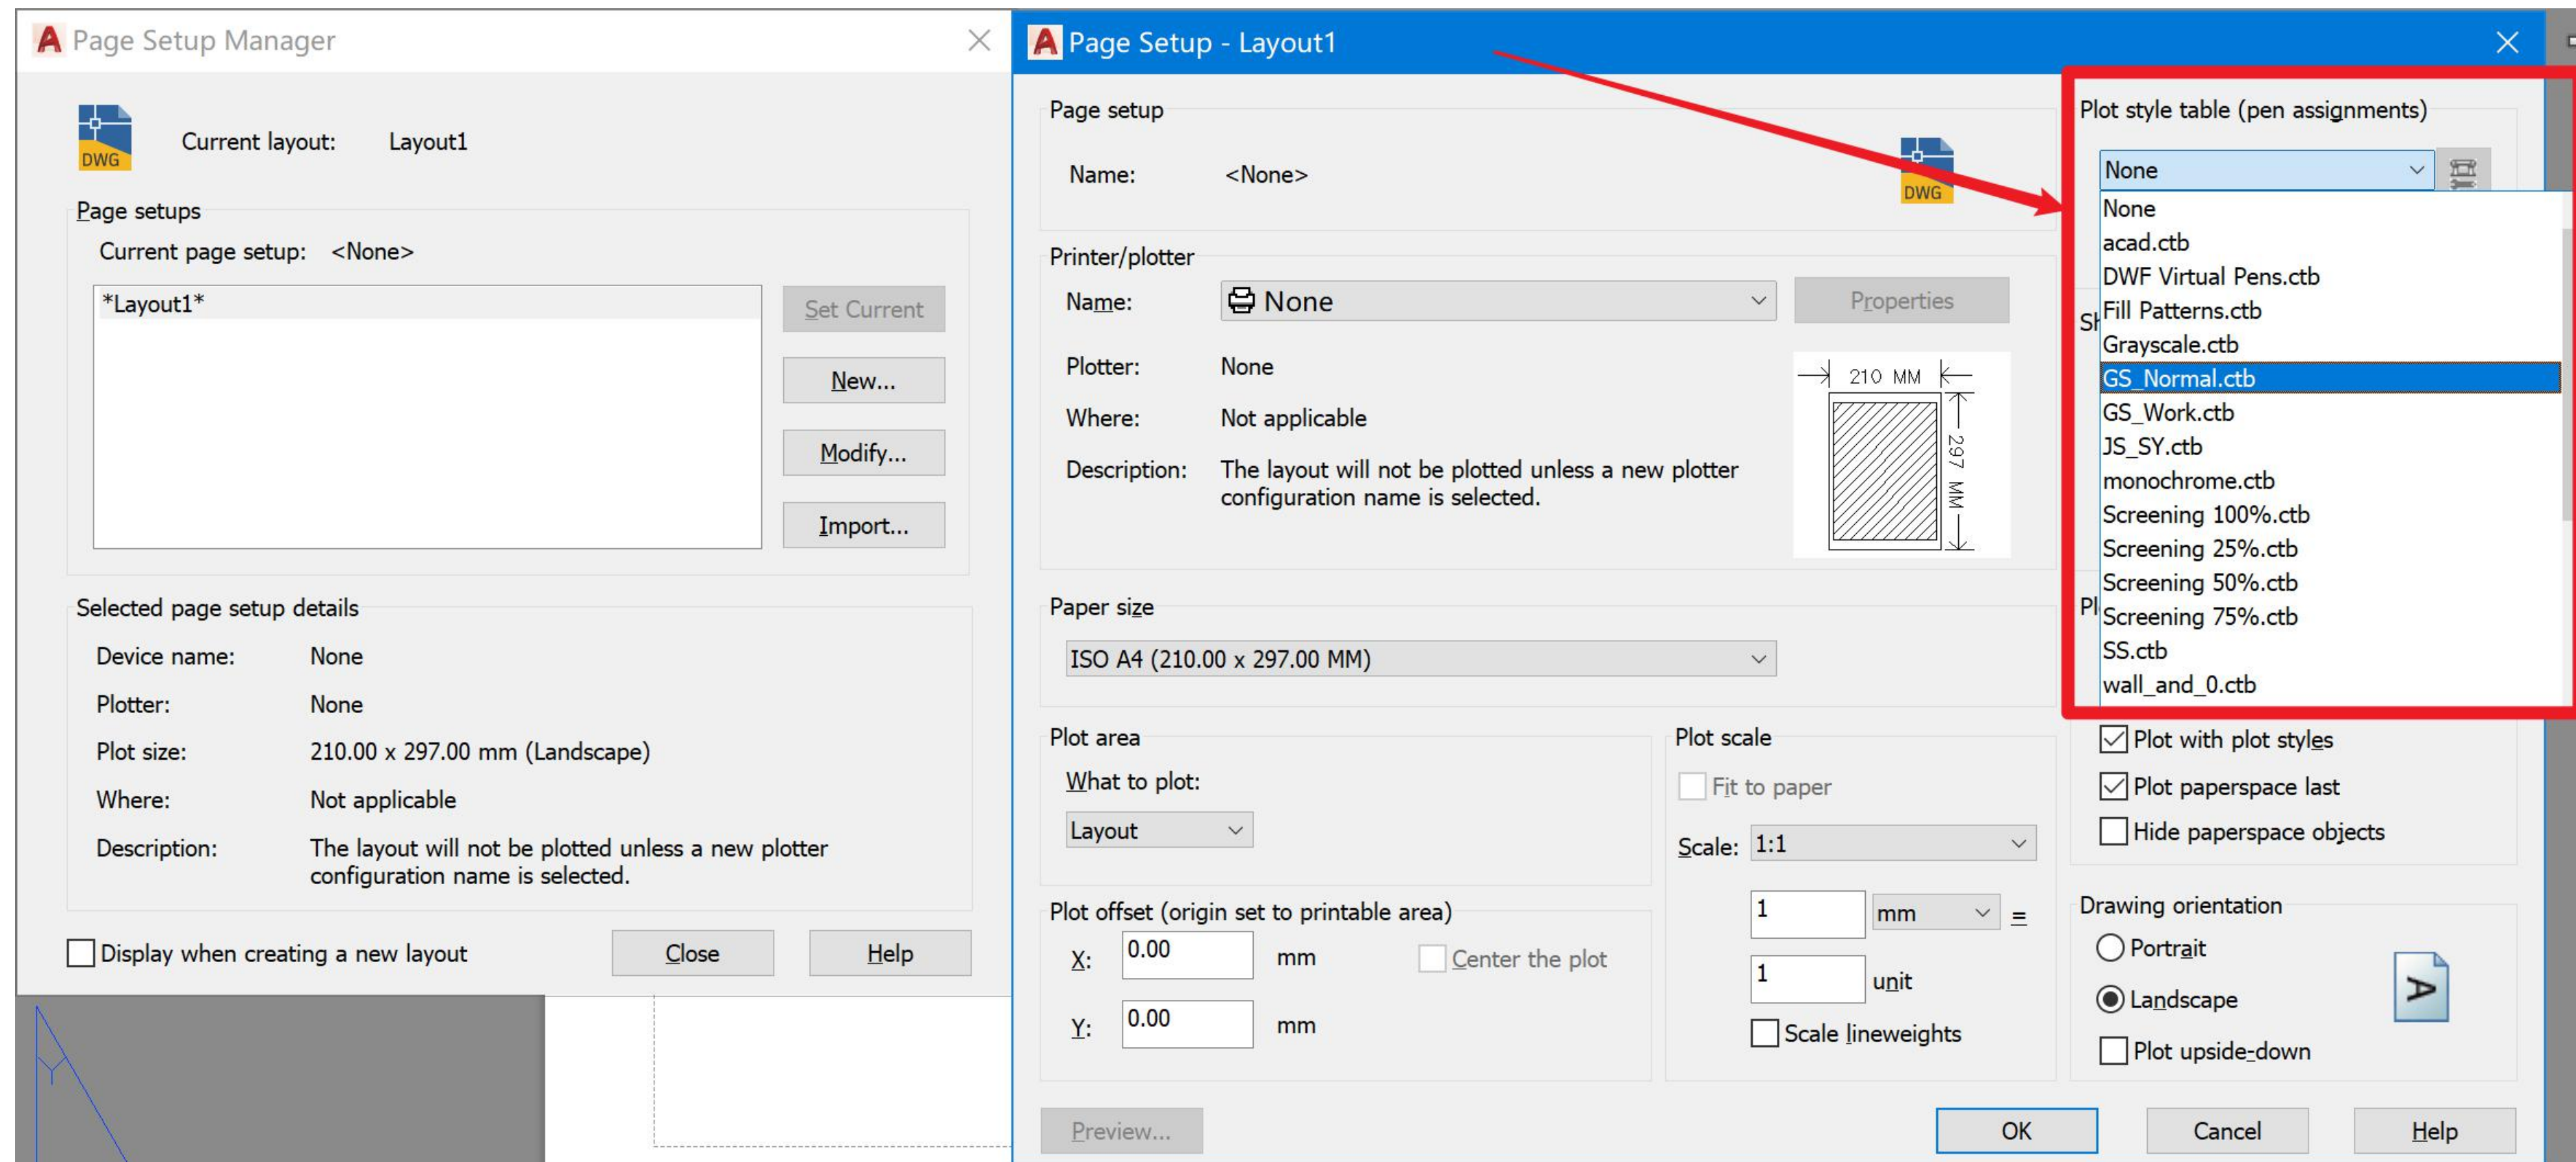 Page Setup Manager
DWG
Current layout: Layout1
Page setups
Current page setup: <None>
*Layout1*
Set Current
New...
Modify...
Import...
Selected page setup details
Device name: None
Plotter: None
Plot size: 210.00 x 297.00 mm (Landscape)
Where: Not applicable
Description: The layout will not be plotted unless a new plotter
configuration name is selected.
Display when creating a new layout
Close
Help
Y
Page Setup - Layout1
Page setup
Name: <None>
DWG
Printer/plotter
Name: None
Properties
Plotter: None
Where: Not applicable
Description: The layout will not be plotted unless a new plotter
configuration name is selected.
210 MM
297 MM
Paper size
ISO A4 (210.00 x 297.00 MM)
Plot area
What to plot:
Layout
Plot offset (origin set to printable area)
X: 0.00 mm
Center the plot
Y: 0.00 mm
Plot scale
Fit to paper
Scale: 1:1
1 mm =
1 unit
Scale lineweights
Plot style table (pen assignments)
None
None
acad.ctb
DWF Virtual Pens.ctb
Fill Patterns.ctb
Grayscale.ctb
GS_Normal.ctb
GS_Work.ctb
JS_SY.ctb
monochrome.ctb
Screening 100%.ctb
Screening 25%.ctb
Screening 50%.ctb
Screening 75%.ctb
SS.ctb
wall_and_0.ctb
Plot with plot styles
Plot paperspace last
Hide paperspace objects
Drawing orientation
Portrait
Landscape
Plot upside-down
A
Preview...
OK
Cancel
Help